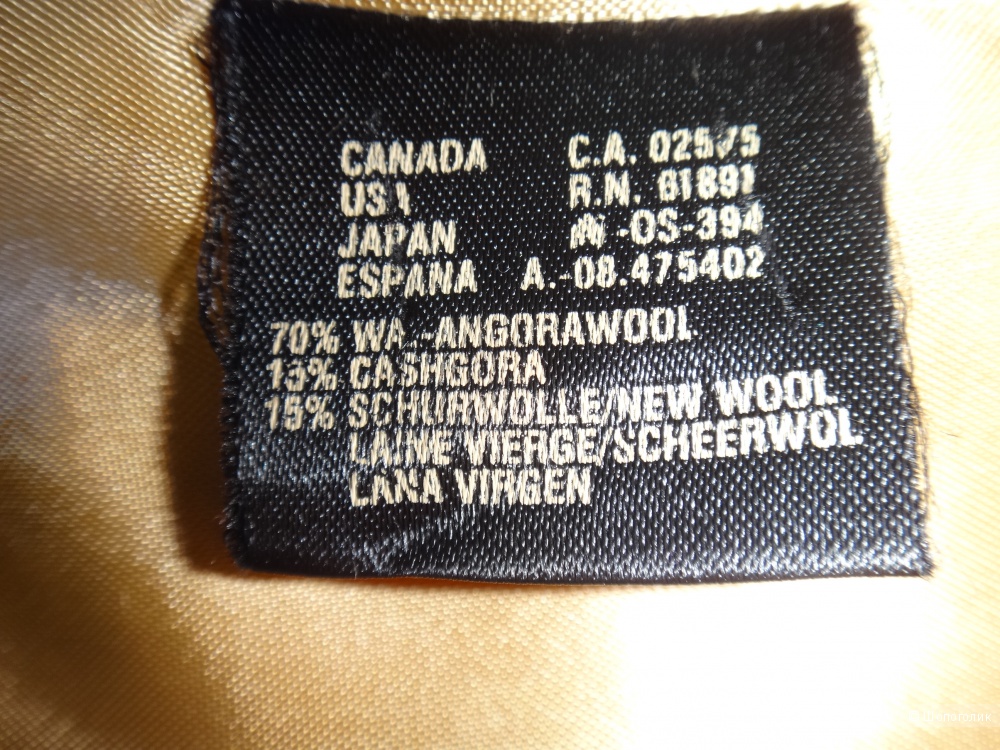 CANADA C.A. 02575
USA R.N. 61891
JAPAN -OS-394
ESPANA A.-08.475402
70% -ANGORAWOOL
15% CASHGORA
15% SCHURWOLLE/NEW WOOL
LAINE VIERGE/SCHEERWOL
LANA VIRGEN